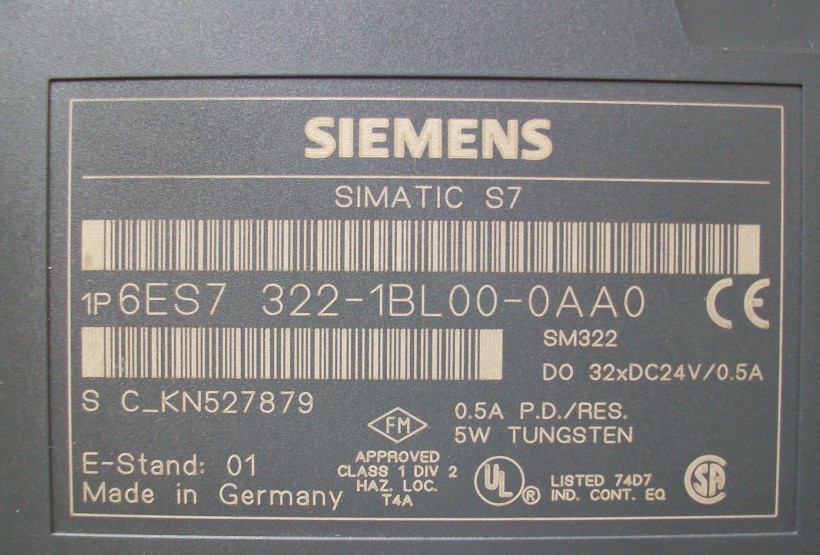 SIEMENS
SIMATIC S7
1P 6ES7 322-1BL00-0AA0
CE
SM322
DO 32xDC24V/0.5A
S C_KN527879
FM
0.5A P.D./RES.
5W TUNGSTEN
E-Stand: 01
Made in Germany
APPROVED
CLASS 1 DIV 2
HAZ. LOC.
T4A
UL ®
LISTED 74D7
IND. CONT. EQ
SA